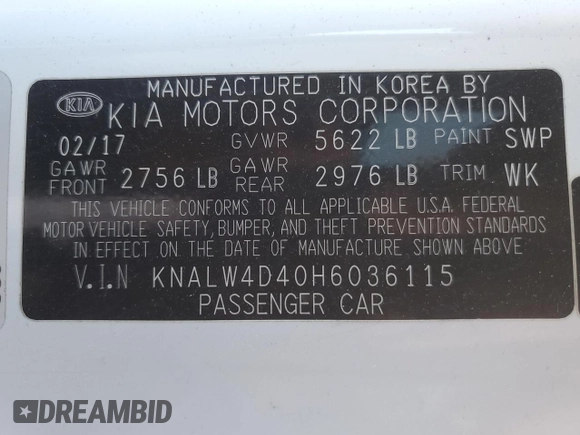 MANUFACTURED IN KOREA BY
KIA KIA MOTORS CORPORATION
02/17 GVWR 5622 LB PAINT SWP
GAWR FRONT 2756 LB GAWR REAR 2976 LB TRIM WK
THIS VEHICLE CONFORMS TO ALL APPLICABLE U.S.A. FEDERAL
MOTOR VEHICLE SAFETY, BUMPER, AND THEFT PREVENTION STANDARDS
IN EFFECT ON THE DATE OF MANUFACTURE SHOWN ABOVE
V.I.N KNALW4D40H6036115
PASSENGER CAR
DREAMBID